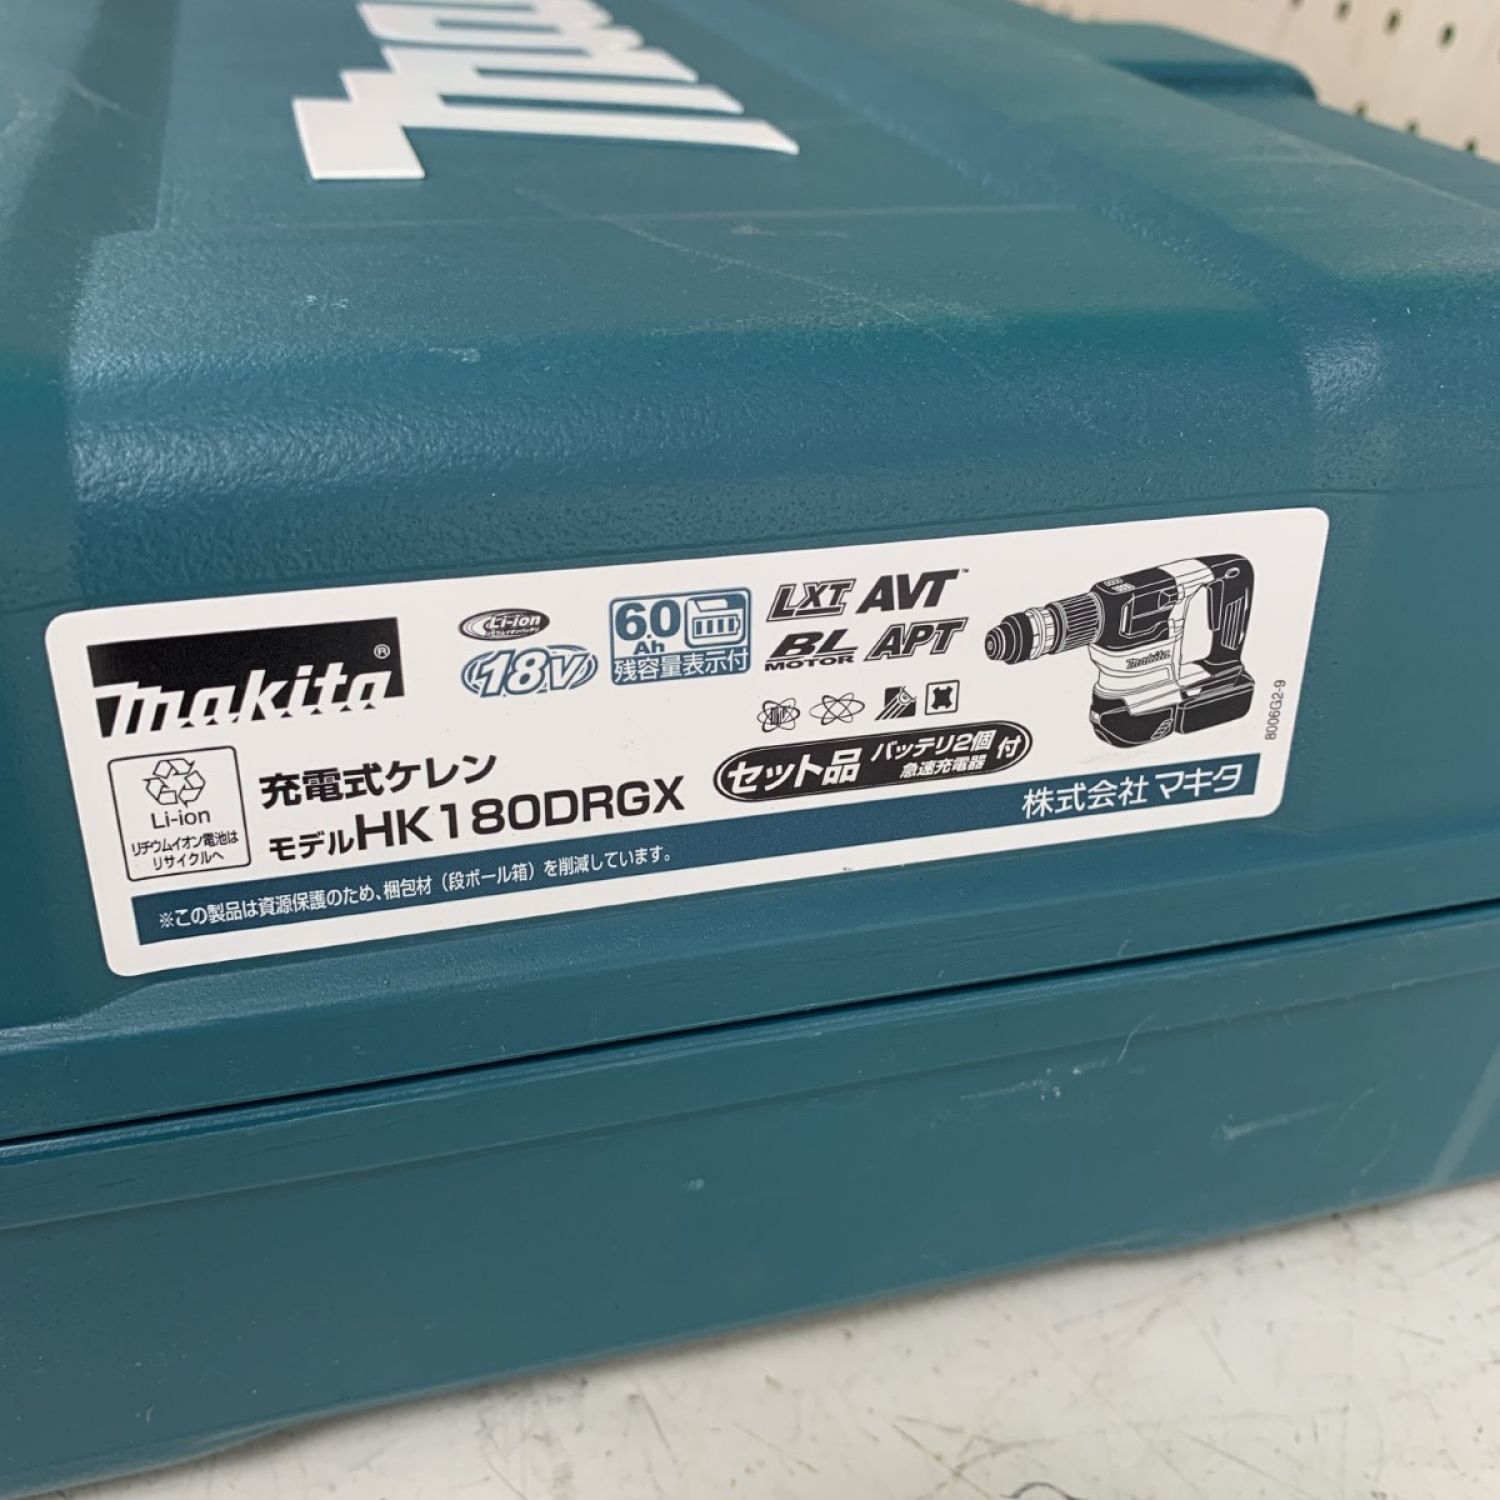 makita
makita®
Li-ion
18V
6.0
Ah
残容量表示付
LXT AVT™
BL
MOTOR
APT
makita
8006G2-9
Li-ion
リチウムイオン電池は
リサイクルへ
充電式ケレン
モデルHK180DRGX
セット品 バッテリ2個
急速充電器 付
株式会社 マキタ
※この製品は資源保護のため、梱包材（段ボール箱）を削減しています。